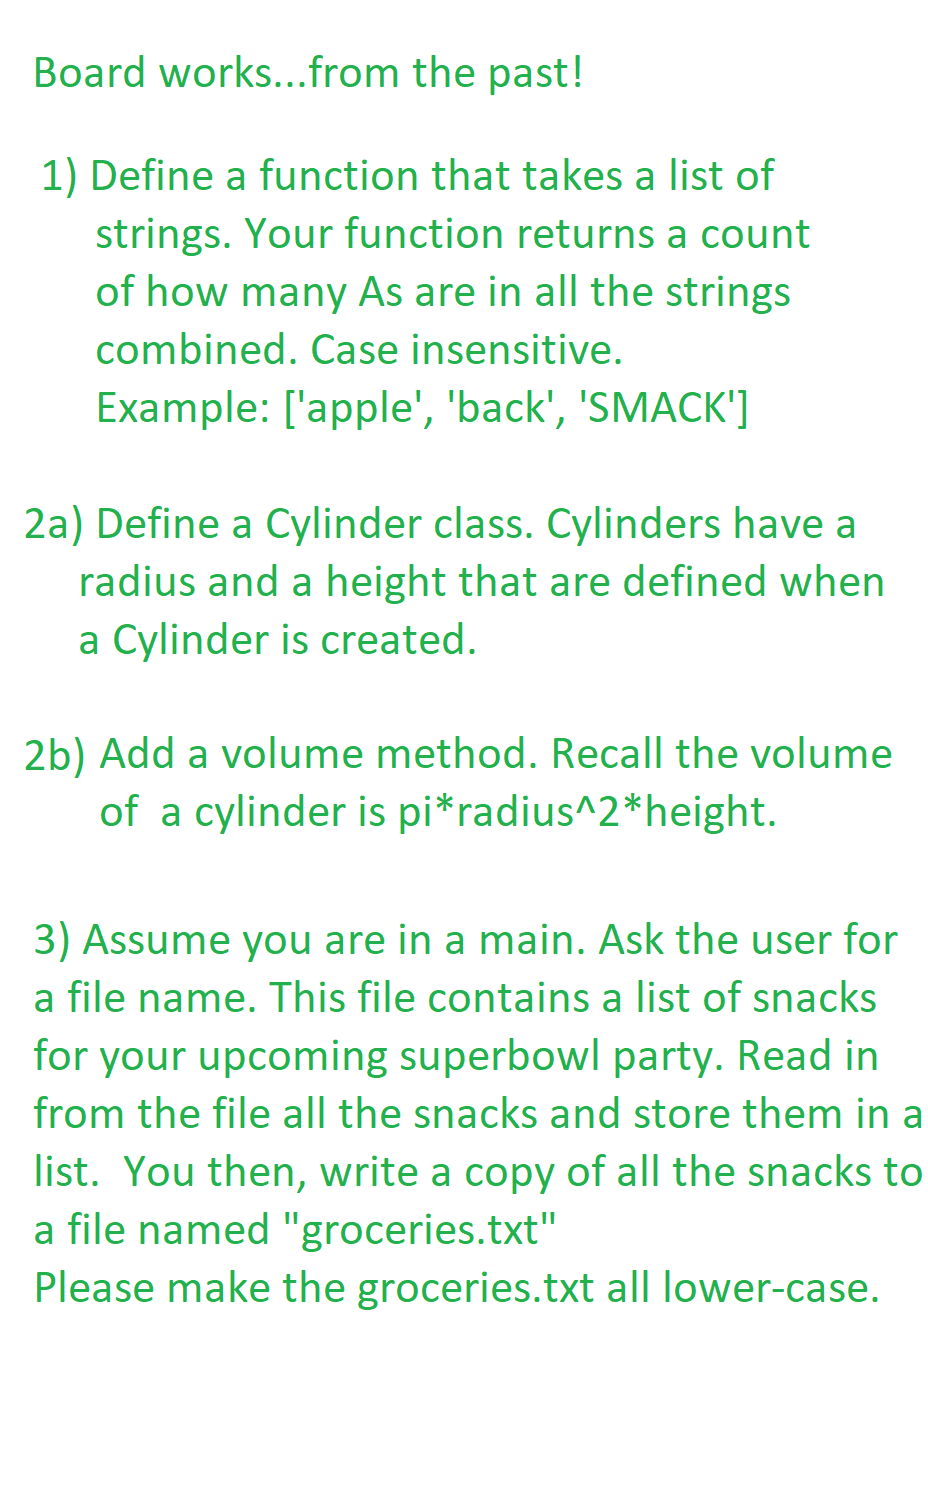 Board works...from the past!
1) Define a function that takes a list of
strings. Your function returns a count
of how many As are in all the strings
combined. Case insensitive.
Example: ['apple', 'back', 'SMACK']
2a) Define a Cylinder class. Cylinders have a
radius and a height that are defined when
a Cylinder is created.
2b) Add a volume method. Recall the volume
of  a cylinder is pi*radius^2*height.
3) Assume you are in a main. Ask the user for
a file name. This file contains a list of snacks
for your upcoming superbowl party. Read in
from the file all the snacks and store them in a
list.  You then, write a copy of all the snacks to
a file named "groceries.txt"
Please make the groceries.txt all lower-case.